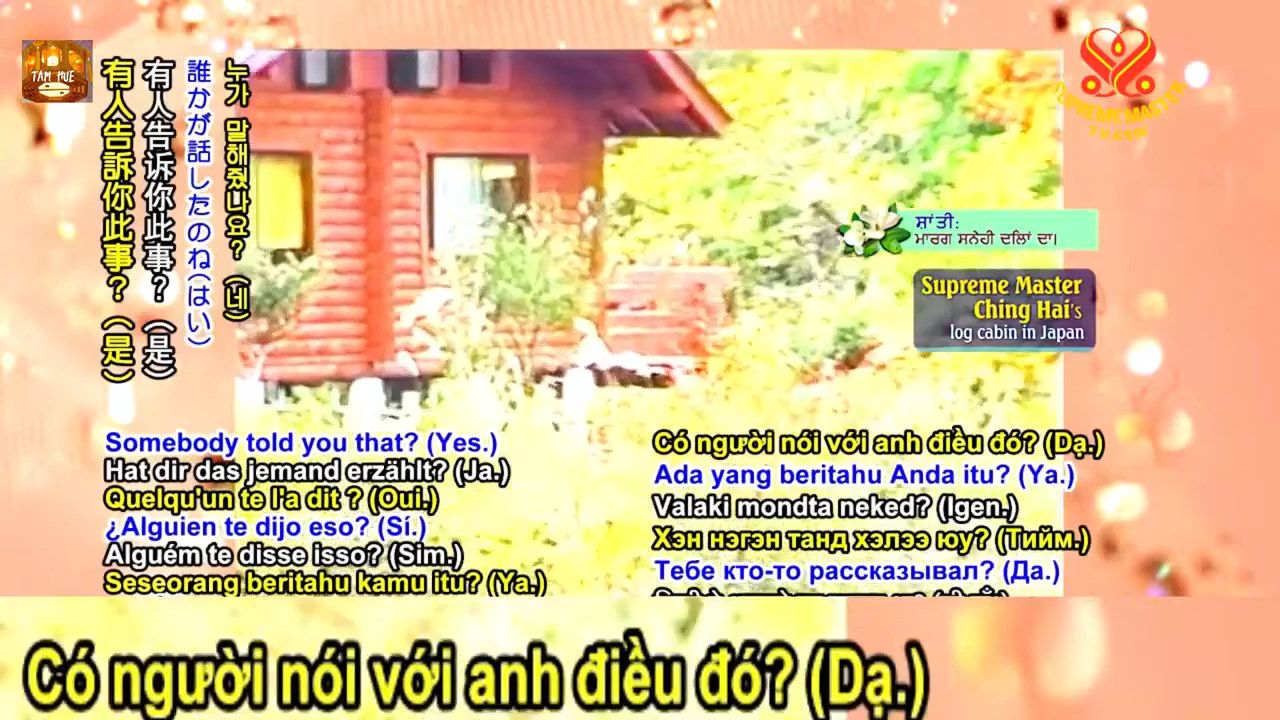 TAM HUE
有人告訴你此事？（是）
有人告诉你此事？（是）
誰かが話したのね(はい)
누가 말해줬나요? (네)
SUPREME MASTER
TV.com
ਸ਼ਾਂਤੀ:
ਮਾਰਗ ਸਨੇਹੀ ਦਲਿਾਂ ਦਾ।
Supreme Master
Ching Hai's
log cabin in Japan
Somebody told you that? (Yes.)
Hat dir das jemand erzählt? (Ja.)
Quelqu'un te l'a dit ? (Oui.)
¿Alguien te dijo eso? (Sí.)
Alguém te disse isso? (Sim.)
Seseorang beritahu kamu itu? (Ya.)
Có người nói với anh điều đó? (Dạ.)
Ada yang beritahu Anda itu? (Ya.)
Valaki mondta neked? (Igen.)
Хэн нэгэн танд хэлээ юу? (Тийм.)
Тебе кто-то рассказывал? (Да.)
Có người nói với anh điều đó? (Dạ.)